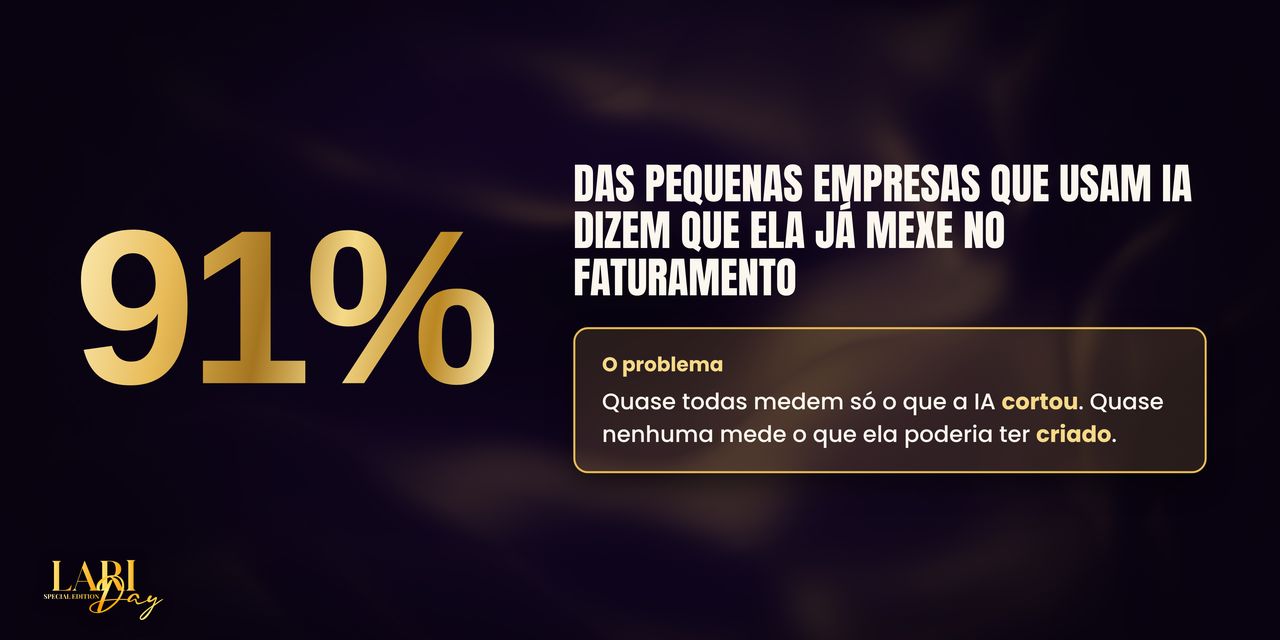 91%
DAS PEQUENAS EMPRESAS QUE USAM IA
DIZEM QUE ELA JÁ MEXE NO
FATURAMENTO
O problema
Quase todas medem só o que a IA cortou. Quase
nenhuma mede o que ela poderia ter criado.
LABI
SPECIAL EDITION Day